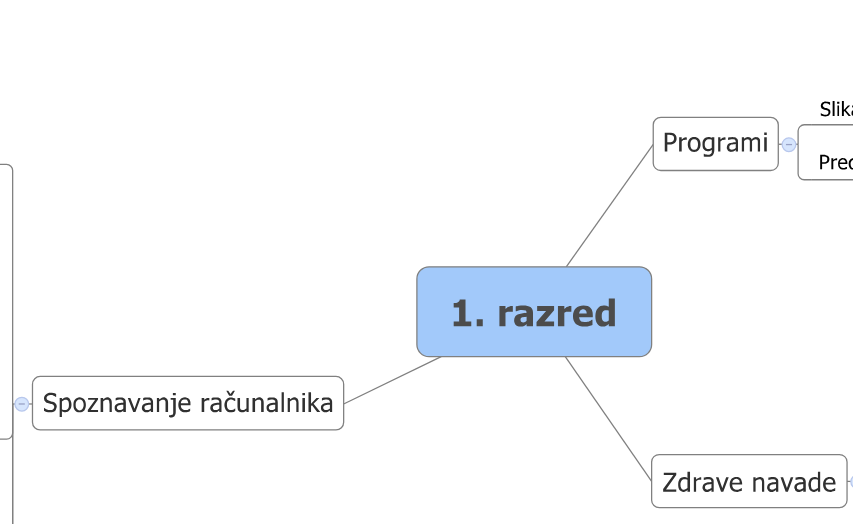 Programi
1. razred
Spoznavanje računalnika
Zdrave navade